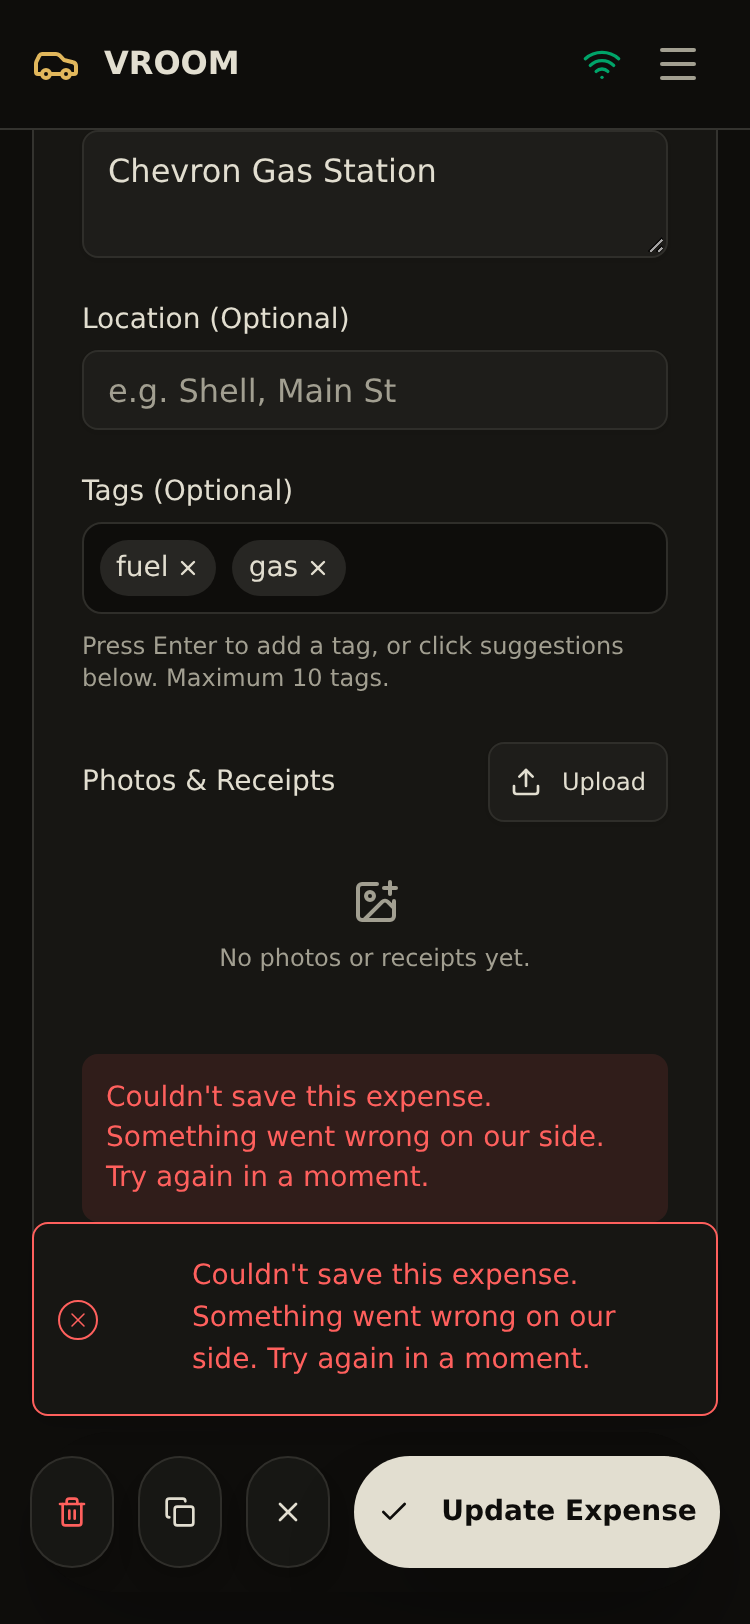 VROOM
Chevron Gas Station
Location (Optional)
e.g. Shell, Main St
Tags (Optional)
fuel × gas ×
Press Enter to add a tag, or click suggestions
below. Maximum 10 tags.
Photos & Receipts
Upload
No photos or receipts yet.
Couldn't save this expense.
Something went wrong on our side.
Try again in a moment.
Couldn't save this expense.
Something went wrong on our
side. Try again in a moment.
Update Expense